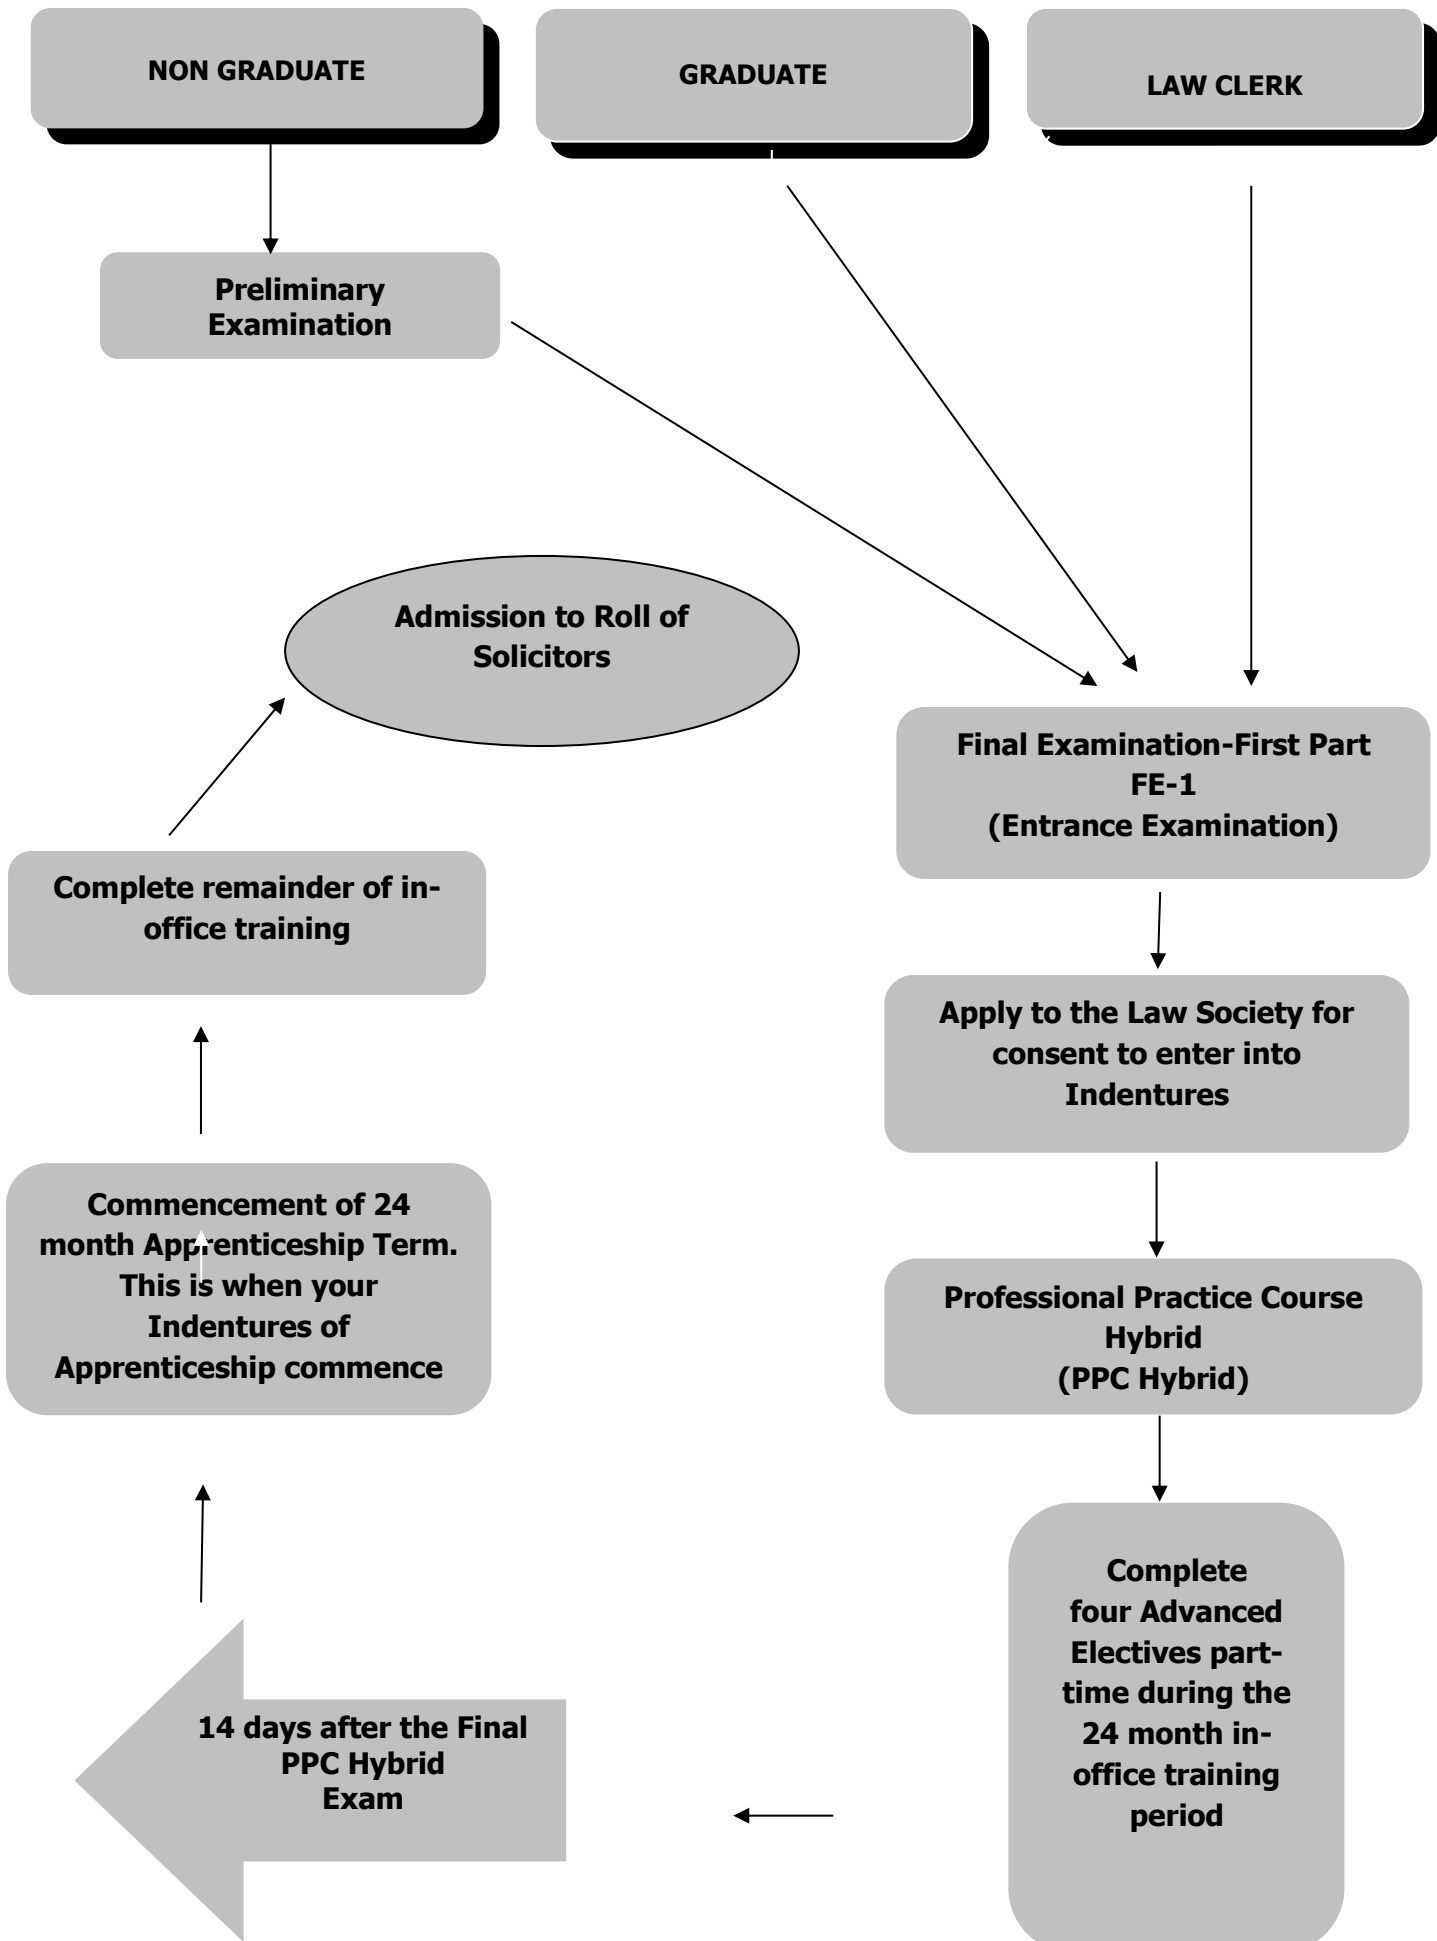 NON GRADUATE
GRADUATE
LAW CLERK
Preliminary
Examination
Admission to Roll of
Solicitors
Final Examination-First Part
FE-1
(Entrance Examination)
Complete remainder of in-
office training
Apply to the Law Society for
consent to enter into
Indentures
Commencement of 24
month Apprenticeship Term.
This is when your
Indentures of
Apprenticeship commence
Professional Practice Course
Hybrid
(PPC Hybrid)
Complete
four Advanced
Electives part-
time during the
24 month in-
office training
period
14 days after the Final
PPC Hybrid
Exam